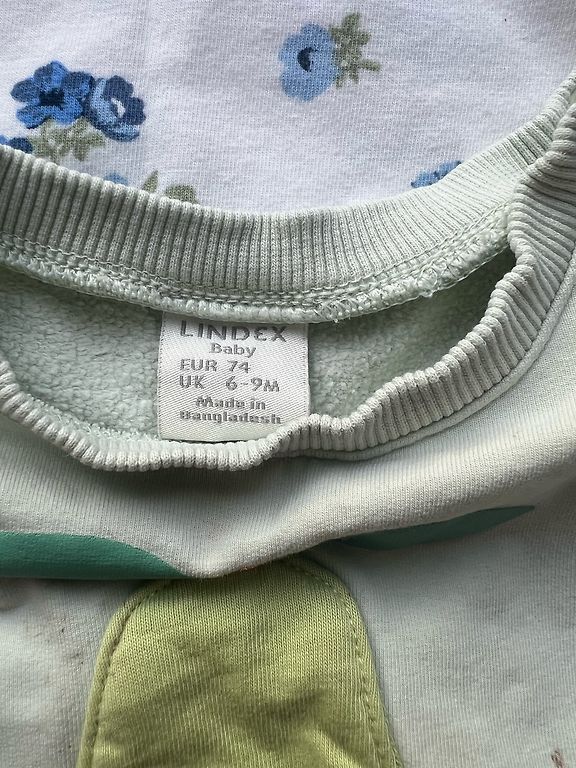 LINDEX
Baby
EUR 74
UK 6-9M
Made in
Bangladesh